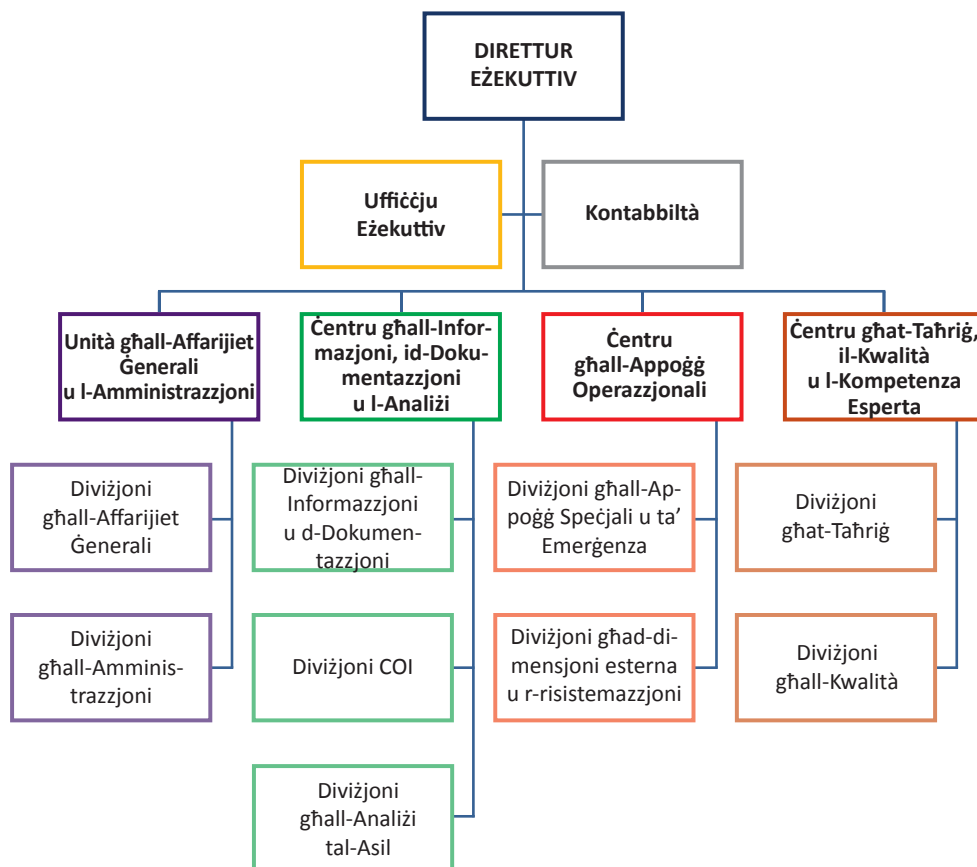 DIRETTUR
EŻEKUTTIV
Uffiċċju
Eżekuttiv
Kontabbiltà
Unità għall-Affarijiet
Ġenerali
u l-Amministrazzjoni
Ċentru għall-Infor-
mazjoni, id-Doku-
mentazzjoni
u l-Analiżi
Ċentru
għall-Appoġġ
Operazzjonali
Ċentru għat-Taħriġ,
il-Kwalità
u l-Kompetenza
Esperta
Diviżjoni
għall-Affarijiet
Ġenerali
Diviżjoni għall-
Informazzjoni
u d-Dokumen-
tazzjoni
Diviżjoni għall-Ap-
poġġ Speċjali u ta’
Emerġenza
Diviżjoni
għat-Taħriġ
Diviżjoni
għall-Amminis-
trazzjoni
Diviżjoni COI
Diviżjoni għad-di-
mensjoni esterna
u r-risistemazzjoni
Diviżjoni
għall-Kwalità
Diviżjoni
għall-Analiżi
tal-Asil